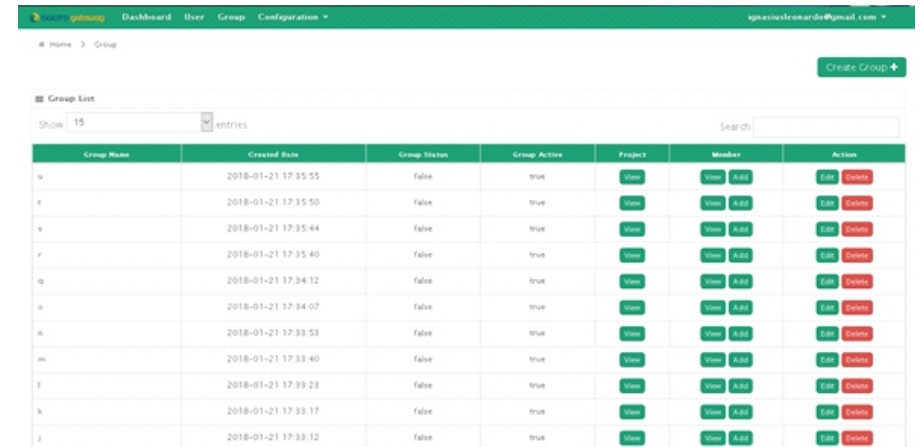 gateway Dashboard User Group Configuration ignasiusleonardo@gmail.com
Home > Group
Create Group +
Group List
Show 15 entries Search
Group Name Created Date Group Status Group Active Project Member Action
u 2018-01-21 17:35:55 false true View View Add Edit Delete
t 2018-01-21 17:35:50 false true View View Add Edit Delete
s 2018-01-21 17:35:44 false true View View Add Edit Delete
r 2018-01-21 17:35:40 false true View View Add Edit Delete
q 2018-01-21 17:34:12 false true View View Add Edit Delete
o 2018-01-21 17:34:07 false true View View Add Edit Delete
n 2018-01-21 17:33:53 false true View View Add Edit Delete
m 2018-01-21 17:33:40 false true View View Add Edit Delete
l 2018-01-21 17:33:23 false true View View Add Edit Delete
k 2018-01-21 17:33:17 false true View View Add Edit Delete
j 2018-01-21 17:33:12 false true View View Add Edit Delete